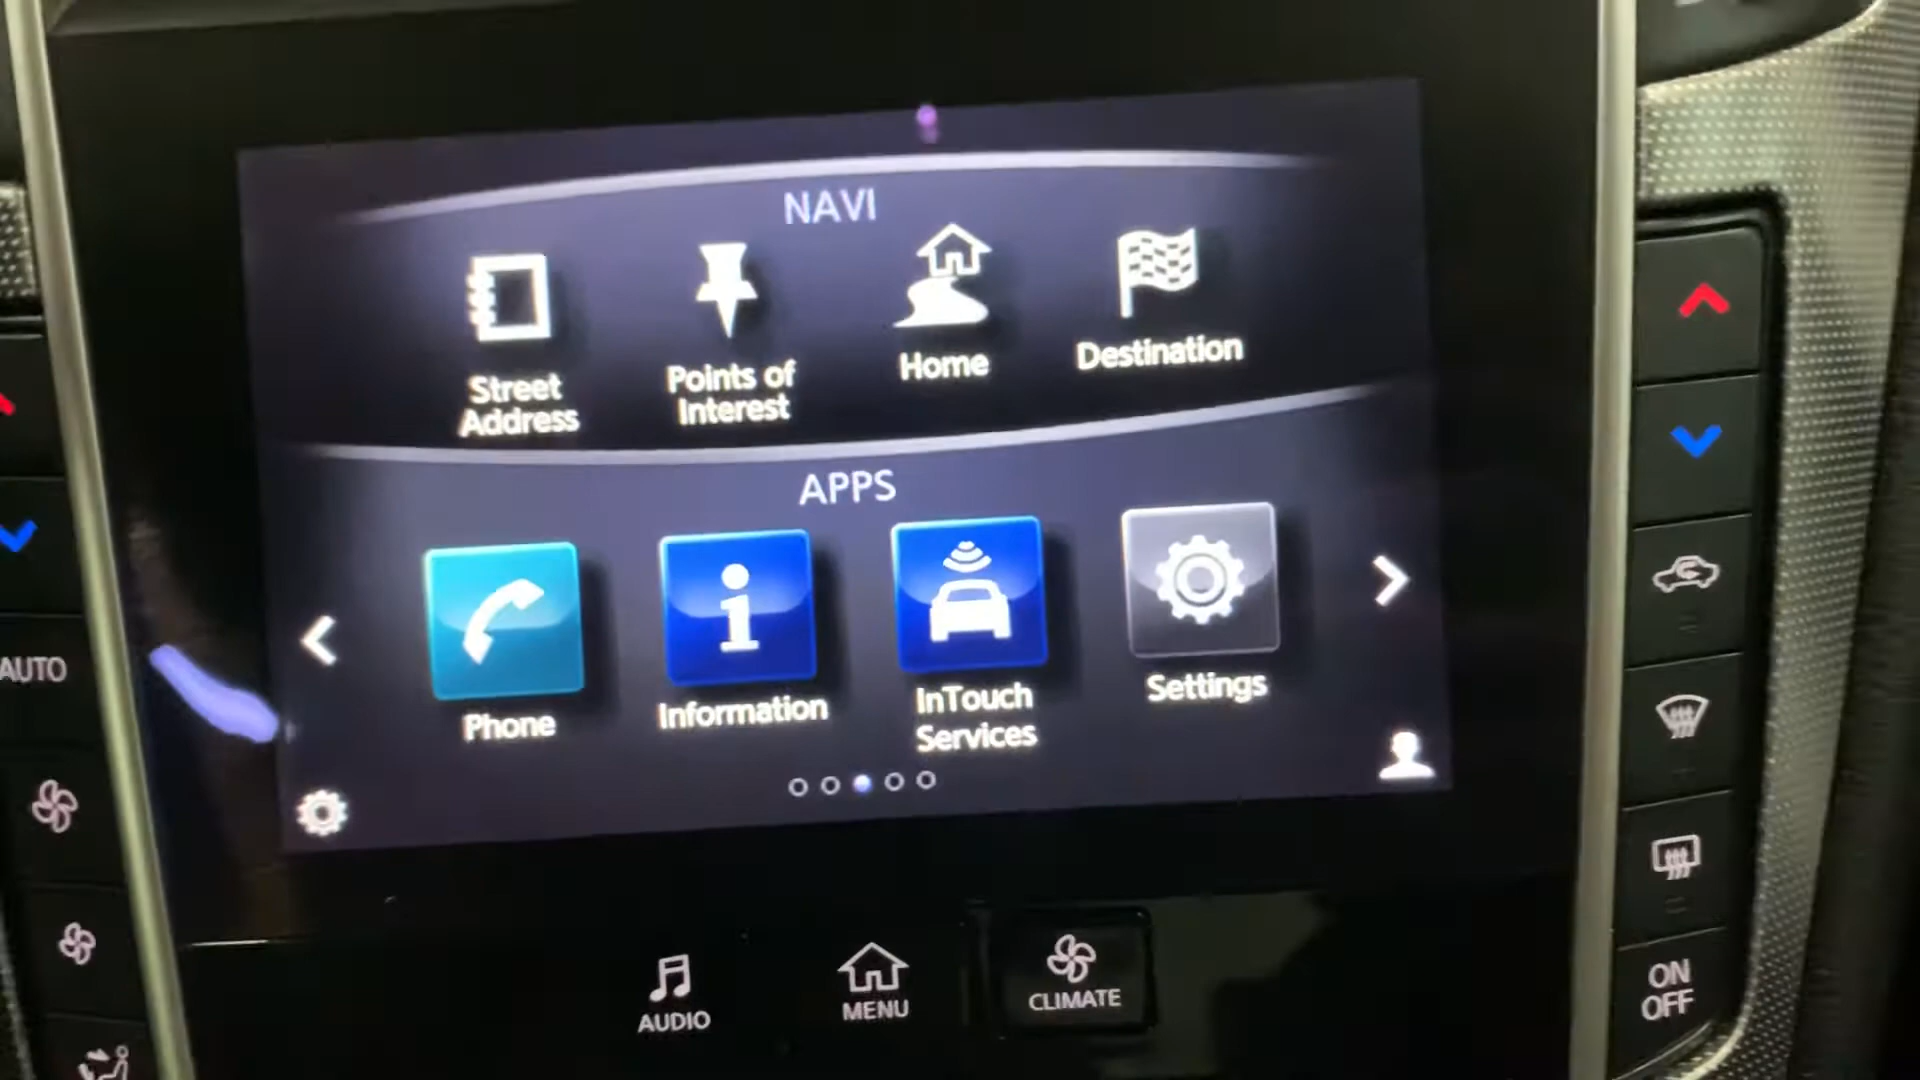 NAVI
Street
Address
Points of
Interest
Home
Destination
APPS
Phone
Information
InTouch
Services
Settings
AUTO
AUDIO
MENU
CLIMATE
ON
OFF